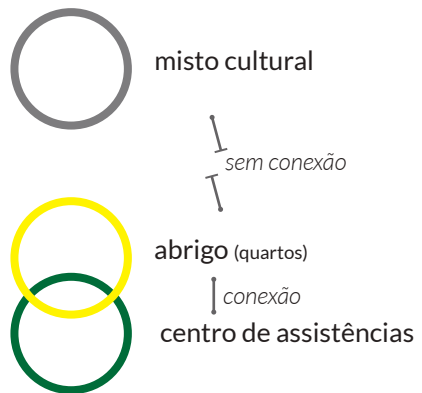 misto cultural
sem conexão
abrigo (quartos)
conexão
centro de assistências